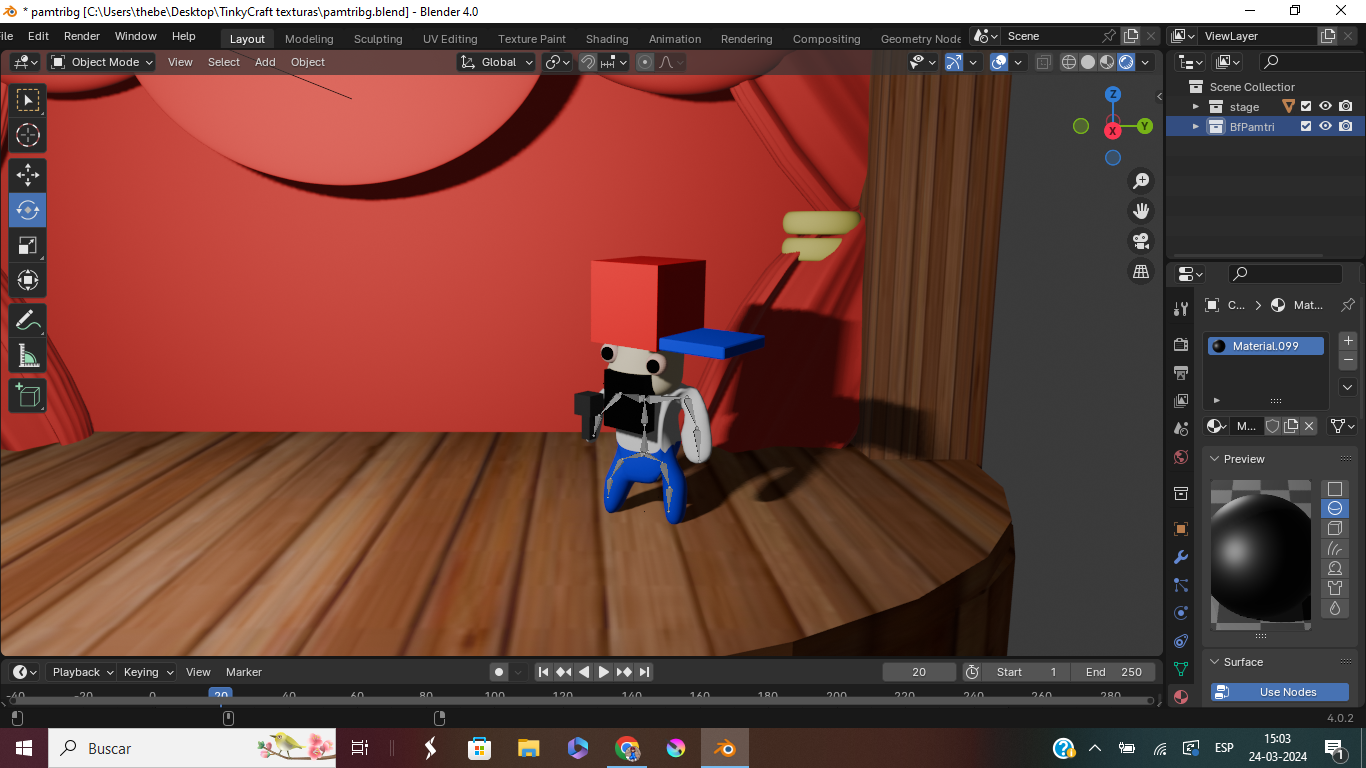 * pamtribg [C:\Users\thebe\Desktop\TinkyCraft texturas\pamtribg.blend] - Blender 4.0
ile Edit Render Window Help Layout Modeling Sculpting UV Editing Texture Paint Shading Animation Rendering Compositing Geometry Node Scene ViewLayer
Object Mode View Select Add Object Global
Z
Y
X
Scene Collectior
stage
BfPamtri
C... Mat...
Material.099
M...
Preview
Surface
Use Nodes
Playback Keying View Marker 20 Start 1 End 250
-40 -20 0 20 40 60 80 100 120 140 160 180 200 220 240 260 280
4.0.2
Buscar
ESP
15:03
24-03-2024
1